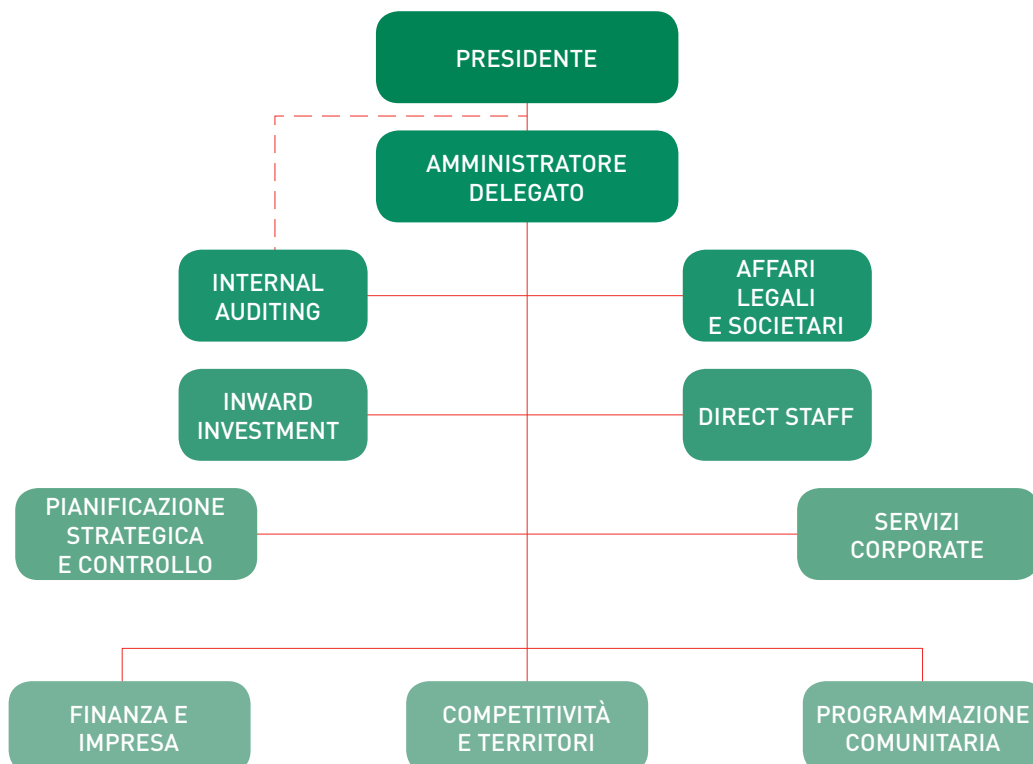 PRESIDENTE
AMMINISTRATORE
DELEGATO
INTERNAL
AUDITING
AFFARI
LEGALI
E SOCIETARI
INWARD
INVESTMENT
DIRECT STAFF
PIANIFICAZIONE
STRATEGICA
E CONTROLLO
SERVIZI
CORPORATE
FINANZA E
IMPRESA
COMPETITIVITÀ
E TERRITORI
PROGRAMMAZIONE
COMUNITARIA